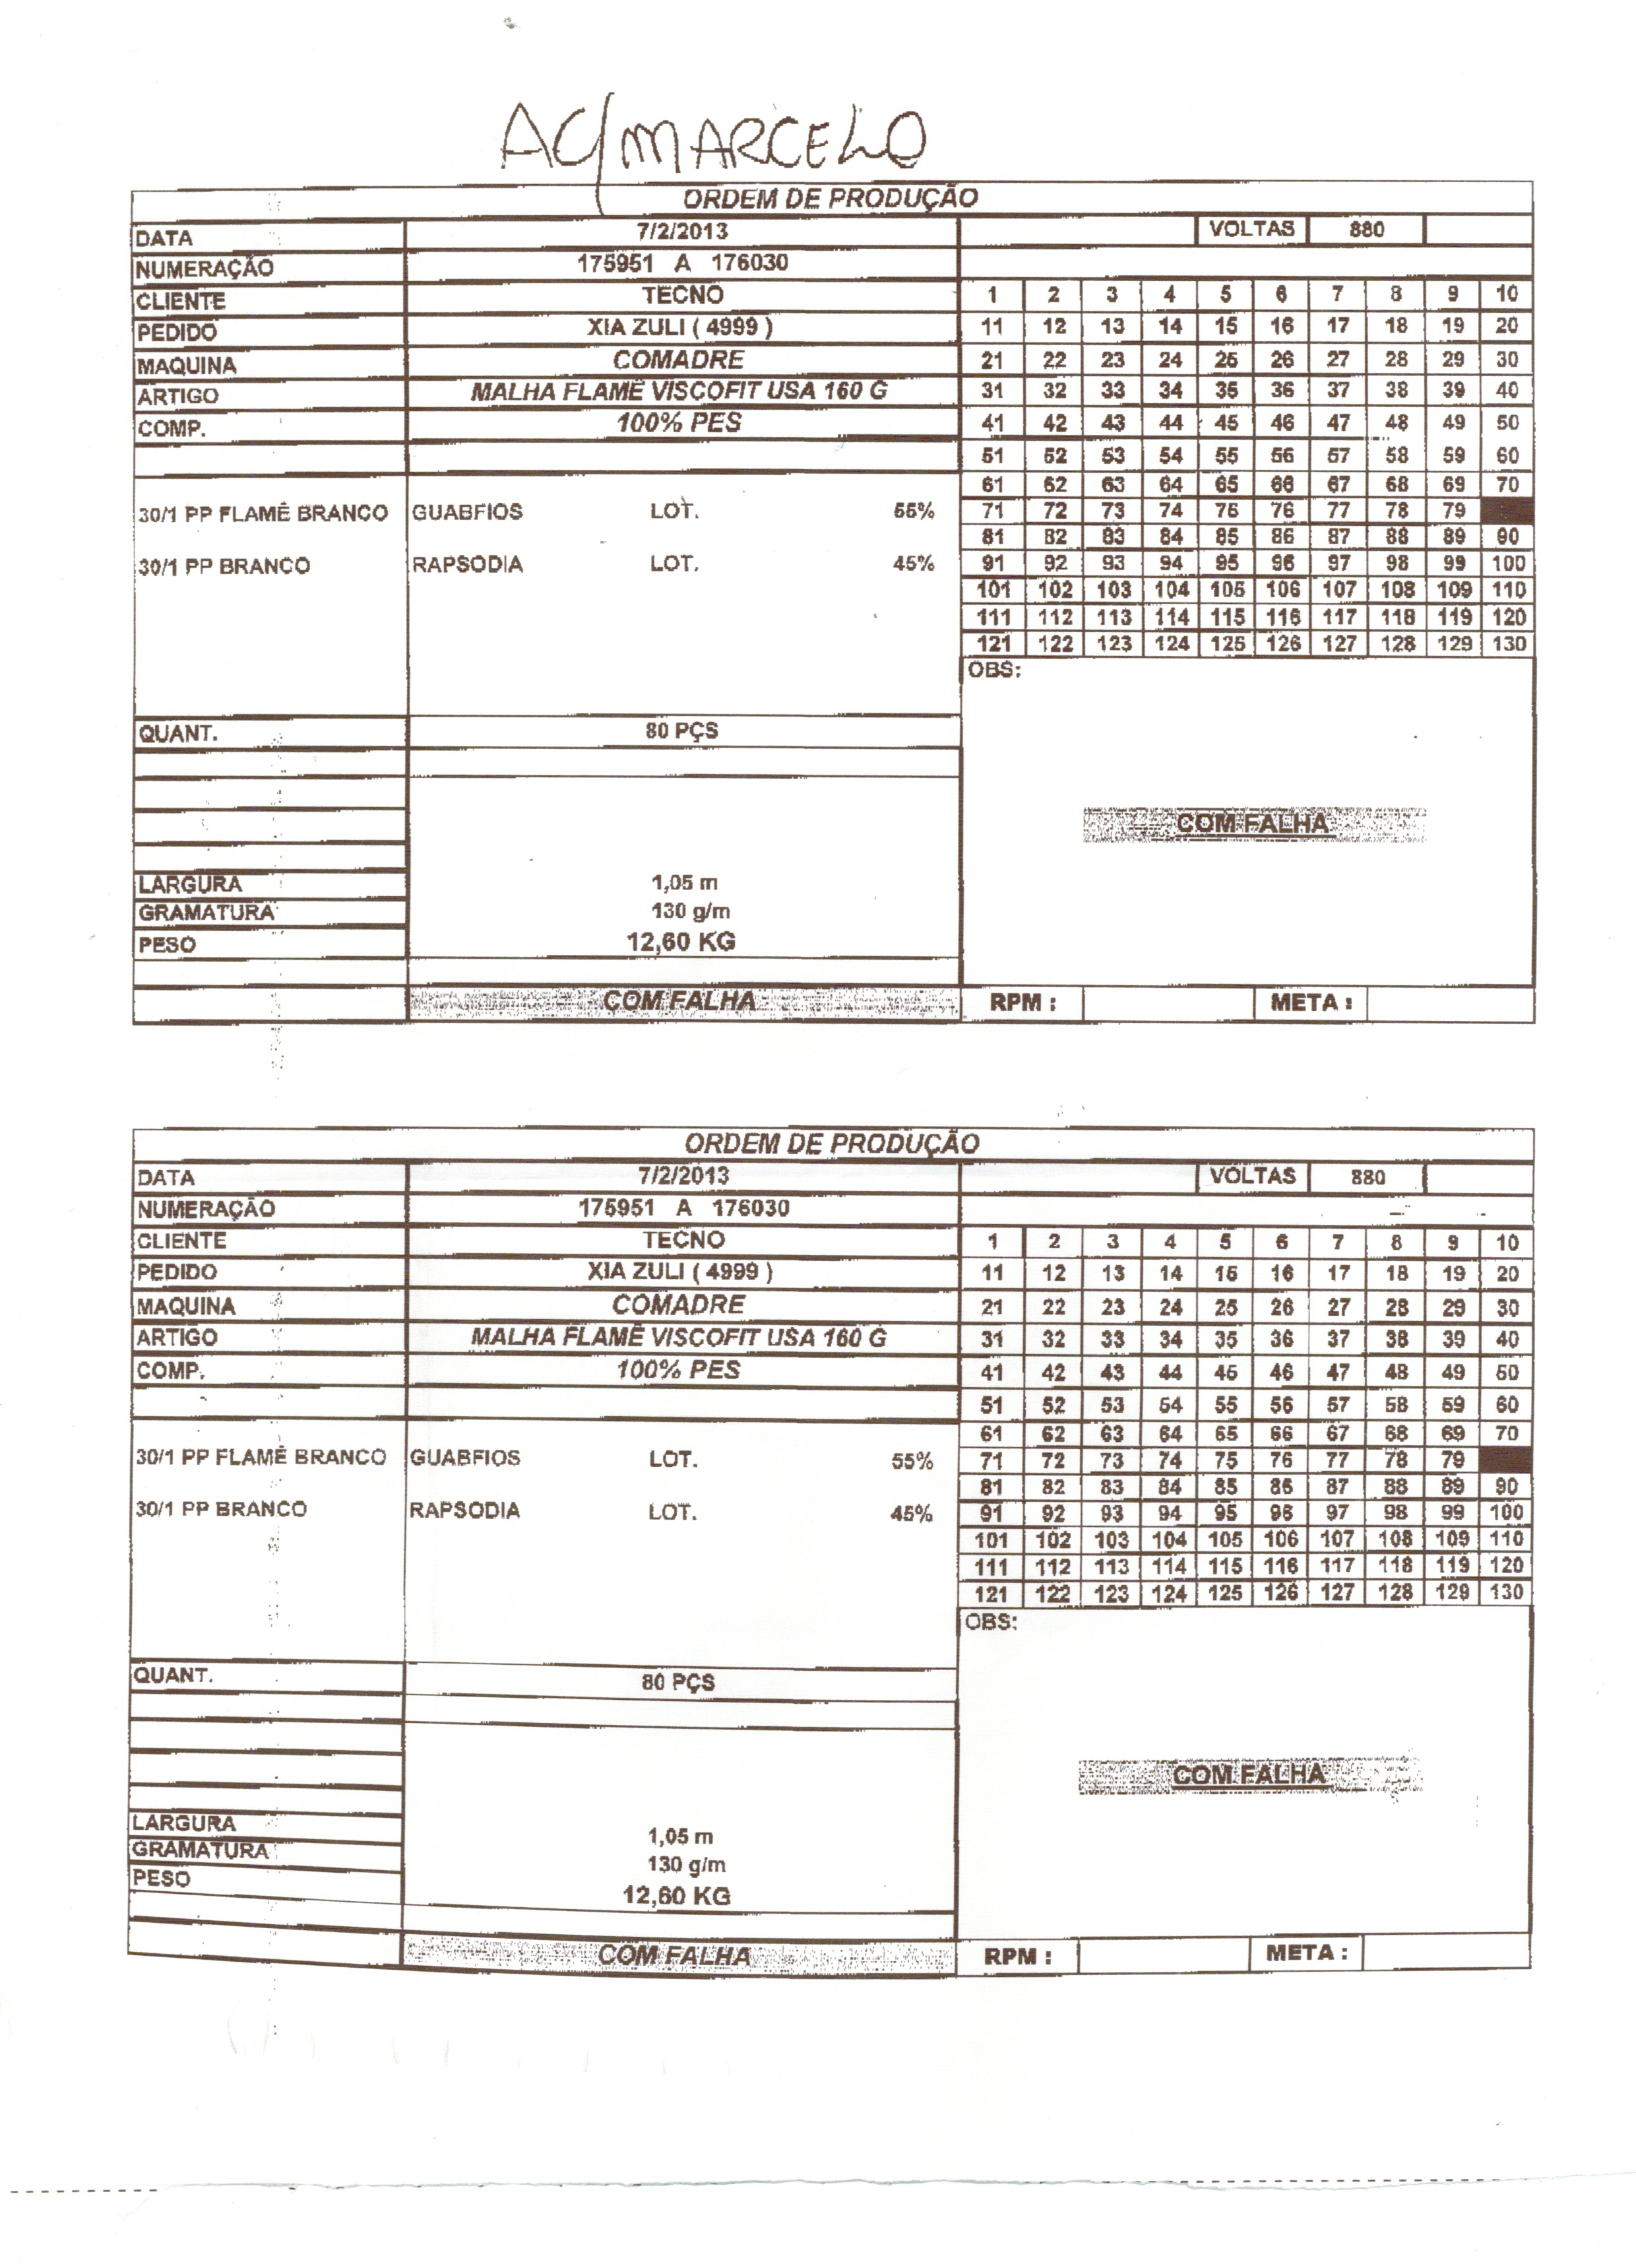 AC/MARCELO
ORDEM DE PRODUÇÃO
DATA 7/2/2013 VOLTAS 880
NUMERAÇÃO 175951 A 176030
CLIENTE TECNO 1 2 3 4 5 6 7 8 9 10
PEDIDO XIA ZULI ( 4999 ) 11 12 13 14 15 16 17 18 19 20
MAQUINA COMADRE 21 22 23 24 25 26 27 28 29 30
ARTIGO MALHA FLAMÊ VISCOFIT USA 160 G 31 32 33 34 35 36 37 38 39 40
COMP. 100% PES 41 42 43 44 45 46 47 48 49 50
51 52 53 54 55 56 57 58 59 60
61 62 63 64 65 66 67 68 69 70
30/1 PP FLAMÊ BRANCO GUABFIOS LOT. 55% 71 72 73 74 75 76 77 78 79
81 82 83 84 85 86 87 88 89 90
30/1 PP BRANCO RAPSODIA LOT. 45% 91 92 93 94 95 96 97 98 99 100
101 102 103 104 105 106 107 108 109 110
111 112 113 114 115 116 117 118 119 120
121 122 123 124 125 126 127 128 129 130
OBS:
QUANT. 80 PÇS
COM FALHA
LARGURA 1,05 m
GRAMATURA 130 g/m
PESO 12,60 KG
COM FALHA RPM : META :
ORDEM DE PRODUÇÃO
DATA 7/2/2013 VOLTAS 880
NUMERAÇÃO 175951 A 176030
CLIENTE TECNO 1 2 3 4 5 6 7 8 9 10
PEDIDO XIA ZULI ( 4999 ) 11 12 13 14 15 16 17 18 19 20
MAQUINA COMADRE 21 22 23 24 25 26 27 28 29 30
ARTIGO MALHA FLAMÊ VISCOFIT USA 160 G 31 32 33 34 35 36 37 38 39 40
COMP. 100% PES 41 42 43 44 45 46 47 48 49 50
51 52 53 54 55 56 57 58 59 60
61 62 63 64 65 66 67 68 69 70
30/1 PP FLAMÊ BRANCO GUABFIOS LOT. 55% 71 72 73 74 75 76 77 78 79
81 82 83 84 85 86 87 88 89 90
30/1 PP BRANCO RAPSODIA LOT. 45% 91 92 93 94 95 96 97 98 99 100
101 102 103 104 105 106 107 108 109 110
111 112 113 114 115 116 117 118 119 120
121 122 123 124 125 126 127 128 129 130
OBS:
QUANT. 80 PÇS
COM FALHA
LARGURA 1,05 m
GRAMATURA 130 g/m
PESO 12,60 KG
COM FALHA RPM : META :